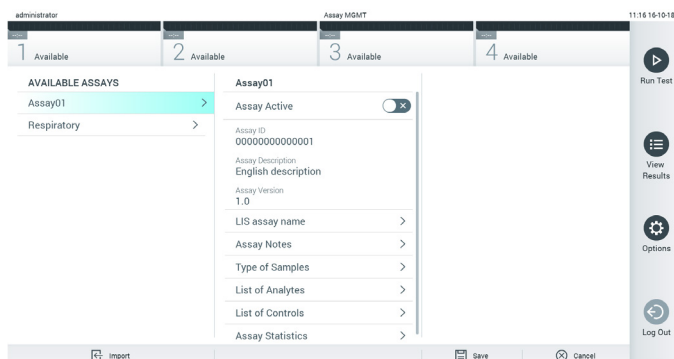 administrator
Assay MGMT
11:16 16-10-18
--:--
--:--
--:--
--:--
1 Available
2 Available
3 Available
4 Available
Run Test
AVAILABLE ASSAYS
Assay01
Respiratory
Assay01
Assay Active
Assay ID
00000000000001
Assay Description
English description
Assay Version
1.0
LIS assay name
Assay Notes
Type of Samples
List of Analytes
List of Controls
Assay Statistics
View
Results
Options
Log Out
Import
Save
Cancel